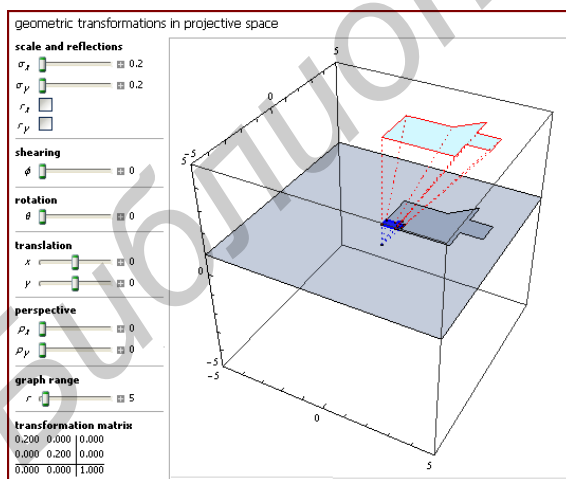 geometric transformations in projective space
scale and reflections
σx 0.2
σy 0.2
rx
ry
shearing
ϕ 0
rotation
θ 0
translation
x 0
y 0
perspective
ρx 0
ρy 0
graph range
r 5
transformation matrix
0.200 0.000 0.000
0.000 0.200 0.000
0.000 0.000 1.000
5
0
-5
5
0
-5
-5
0
5